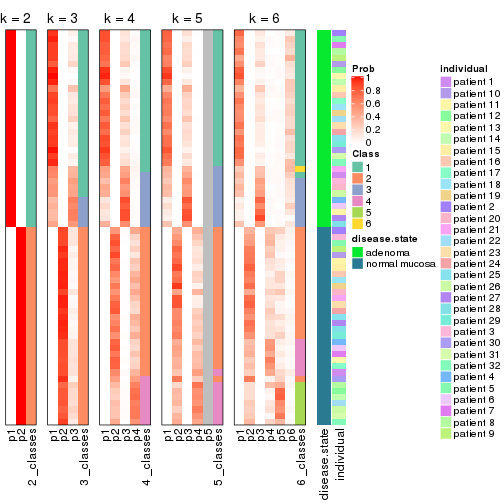 k = 2 k = 3 k = 4 k = 5 k = 6
p1
p2
2_classes
p1
p2
p3
3_classes
p1
p2
p3
p4
4_classes
p1
p2
p3
p4
p5
5_classes
p1
p2
p3
p4
p5
p6
6_classes
disease.state
individual
Prob
1
0.8
0.6
0.4
0.2
0
Class
1
2
3
4
5
6
disease.state
adenoma
normal mucosa
individual
patient 1
patient 10
patient 11
patient 12
patient 13
patient 14
patient 15
patient 16
patient 17
patient 18
patient 19
patient 2
patient 20
patient 21
patient 22
patient 23
patient 24
patient 25
patient 26
patient 27
patient 28
patient 29
patient 3
patient 30
patient 31
patient 32
patient 4
patient 5
patient 6
patient 7
patient 8
patient 9